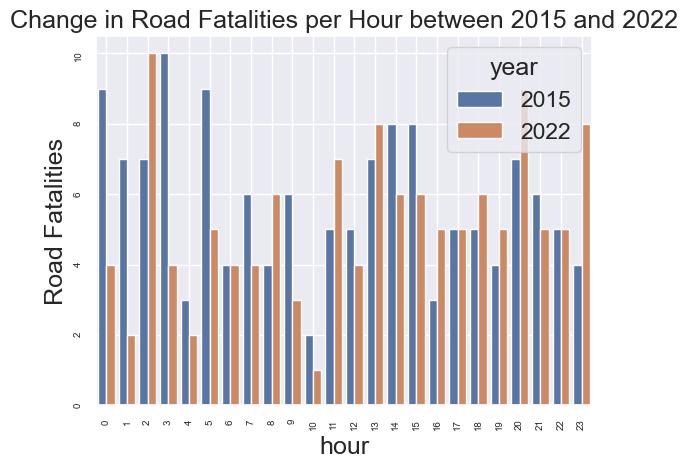 Change in Road Fatalities per Hour between 2015 and 2022
year
2015
2022
Road Fatalities
10
8
6
4
2
0
0 1 2 3 4 5 6 7 8 9 10 11 12 13 14 15 16 17 18 19 20 21 22 23
hour